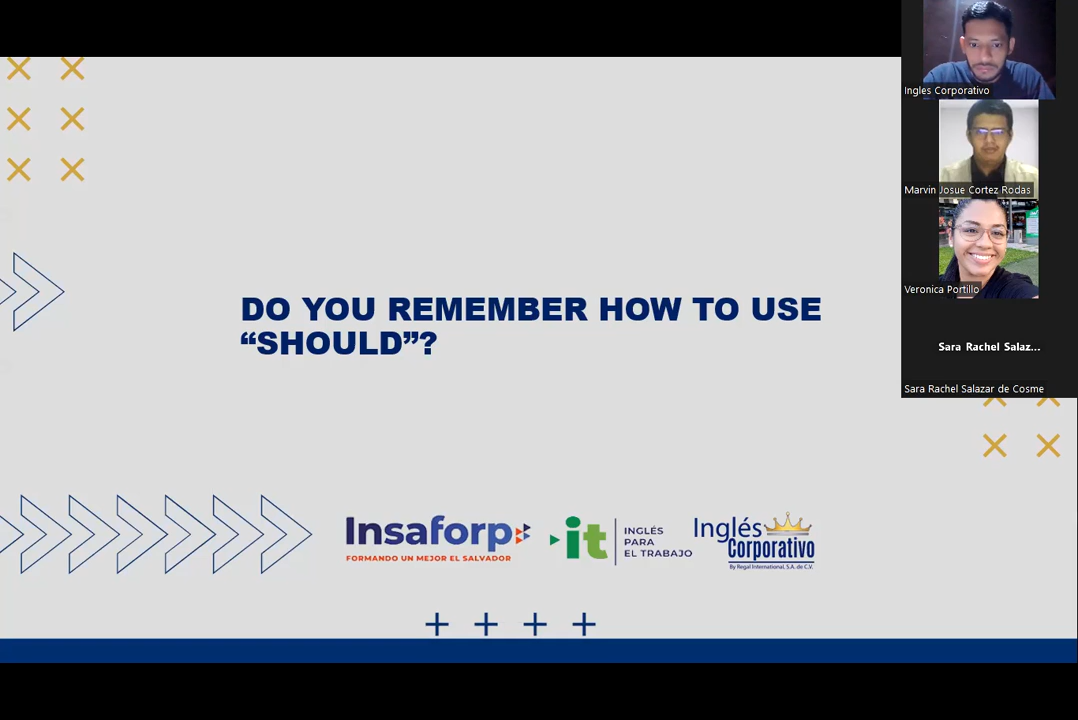 Ingles Corporativo
Marvin Josue Cortez Rodas
Veronica Portillo
Sara Rachel Salaz...
Sara Rachel Salazar de Cosme
DO YOU REMEMBER HOW TO USE
“SHOULD”?
Insaforp
FORMANDO UN MEJOR EL SALVADOR
it
INGLÉS
PARA
EL TRABAJO
Inglés
Corporativo
By Regal International, S.A. de C.V.